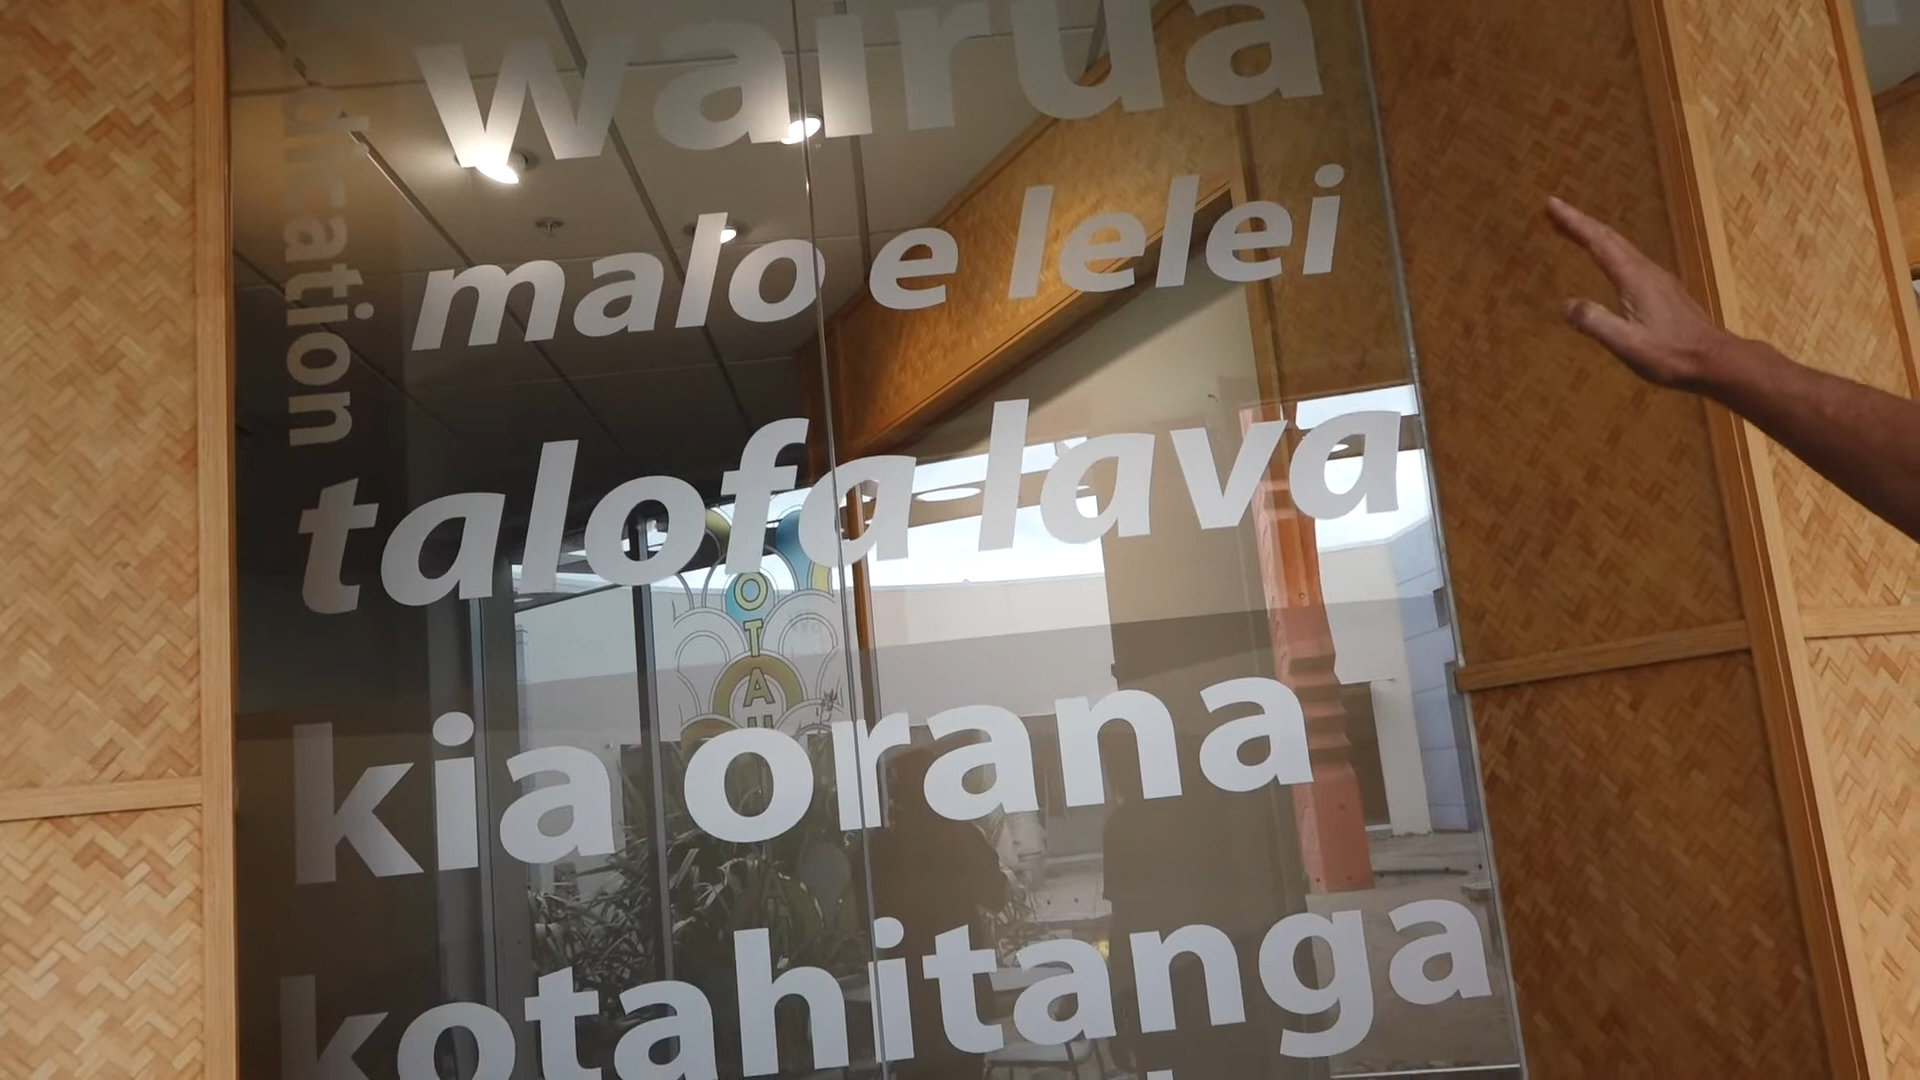 wairua
malo e lelei
talofa lava
kia orana
kotahitanga